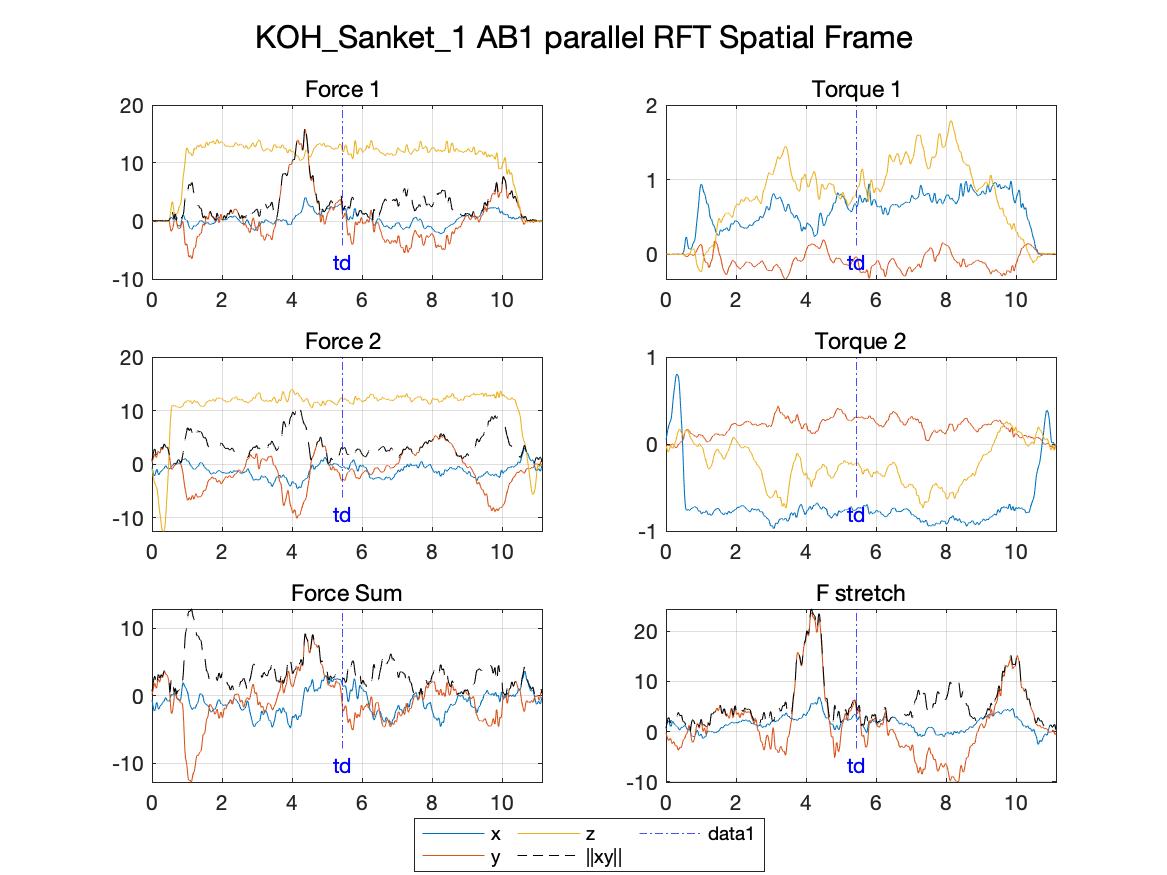 KOH_Sanket_1 AB1 parallel RFT Spatial Frame
Force 1
20
10
0
-10
td
0 2 4 6 8 10
Torque 1
2
1
0
td
0 2 4 6 8 10
Force 2
20
10
0
-10
td
0 2 4 6 8 10
Torque 2
1
0
-1
td
0 2 4 6 8 10
Force Sum
10
0
-10
td
0 2 4 6 8 10
F stretch
20
10
0
-10
td
0 2 4 6 8 10
x z data1
y ||xy||